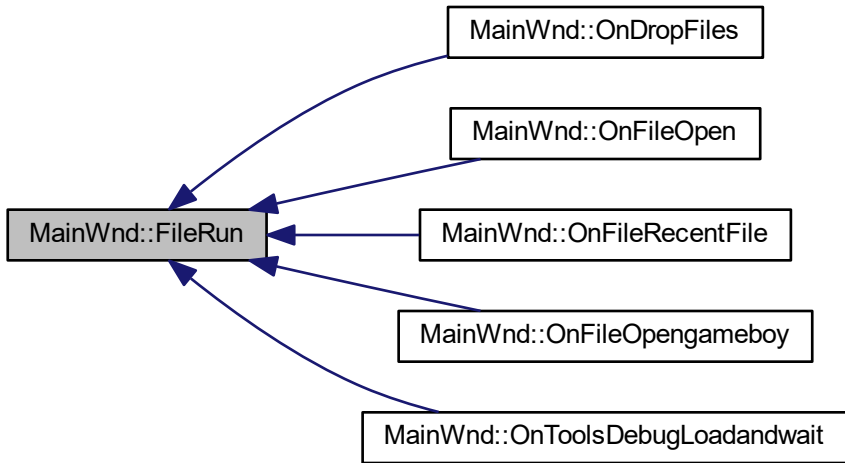 MainWnd::OnDropFiles
MainWnd::OnFileOpen
MainWnd::FileRun
MainWnd::OnFileRecentFile
MainWnd::OnFileOpengameboy
MainWnd::OnToolsDebugLoadandwait